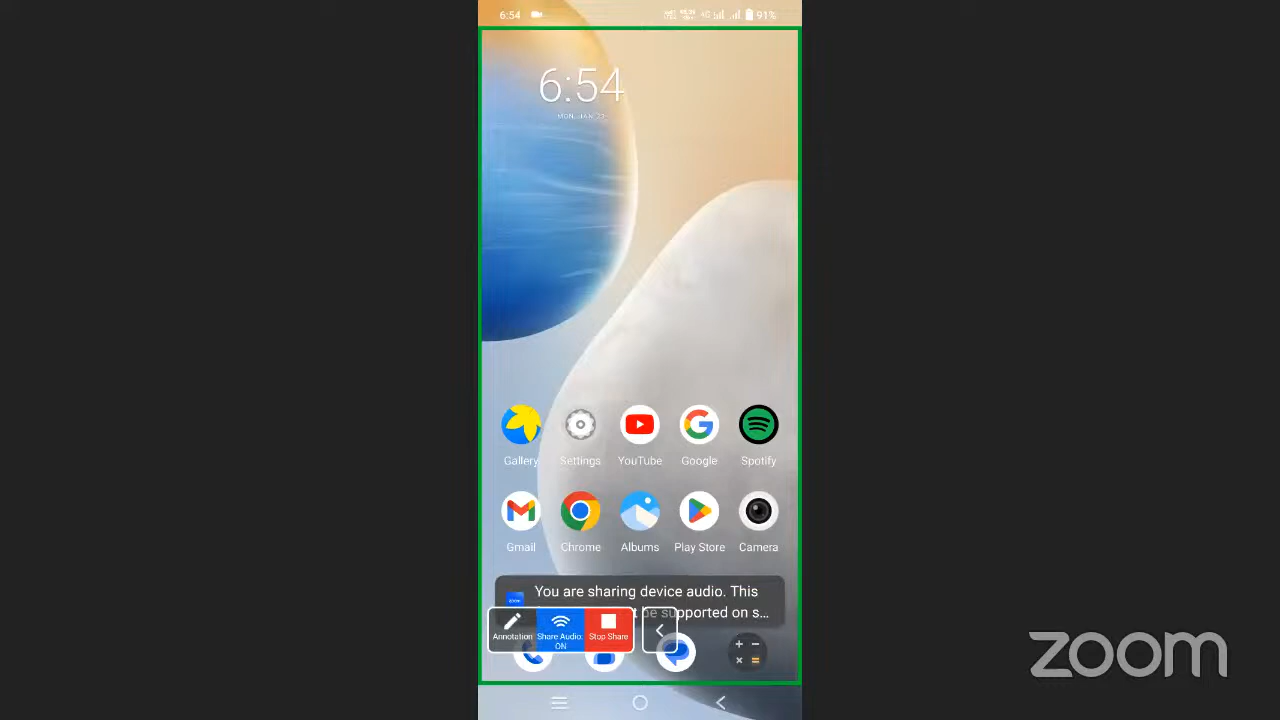 6:54
4G
91%
6:54
Gallery
Settings
YouTube
Google
Spotify
Gmail
Chrome
Albums
Play Store
Camera
You are sharing device audio. This
be supported on s...
Annotation
Share Audio:
ON
Stop Share
zoom